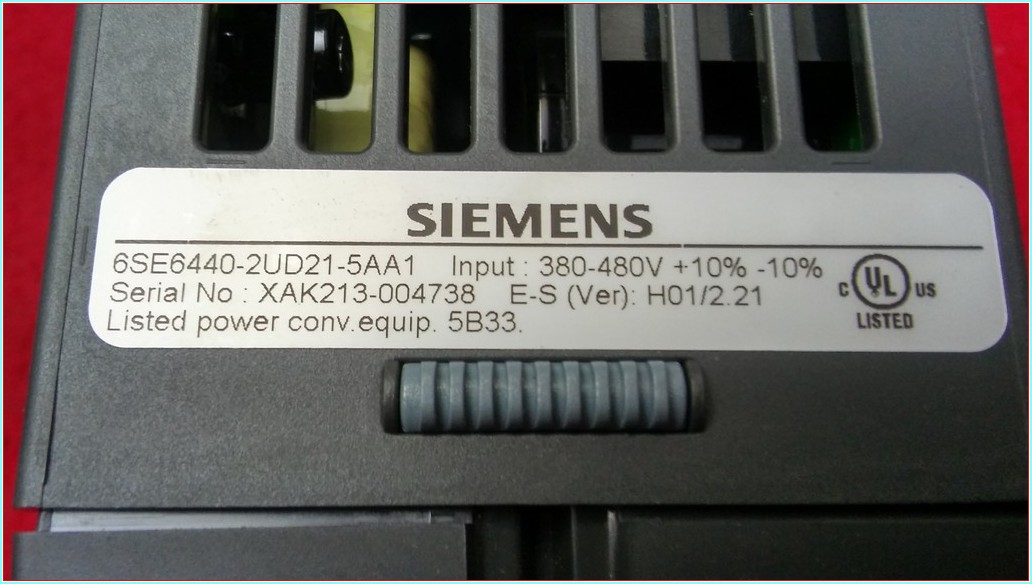 SIEMENS
6SE6440-2UD21-5AA1 Input : 380-480V +10% -10%
Serial No : XAK213-004738 E-S (Ver): H01/2.21
Listed power conv.equip. 5B33.
C UL US
LISTED